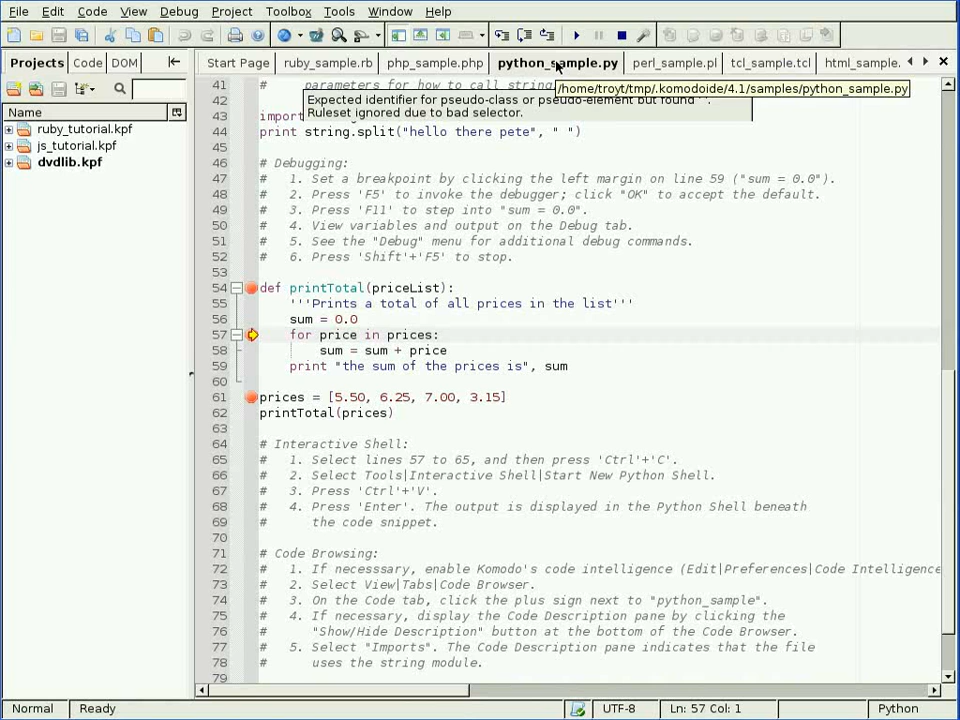 File Edit Code View Debug Project Toolbox Tools Window Help
Projects Code DOM
Start Page ruby_sample.rb php_sample.php python_sample.py perl_sample.pl tcl_sample.tcl html_sample.
/home/troyt/tmp/.komodoide/4.1/samples/python_sample.py
Expected identifier for pseudo-class or pseudo-element but found ' '.
Ruleset ignored due to bad selector.
Name
ruby_tutorial.kpf
js_tutorial.kpf
dvdlib.kpf
41 # parameters for how to call string
42
43 import
44 print string.split("hello there pete", " ")
45
46 # Debugging:
47 # 1. Set a breakpoint by clicking the left margin on line 59 ("sum = 0.0").
48 # 2. Press 'F5' to invoke the debugger; click "OK" to accept the default.
49 # 3. Press 'F11' to step into "sum = 0.0".
50 # 4. View variables and output on the Debug tab.
51 # 5. See the "Debug" menu for additional debug commands.
52 # 6. Press 'Shift'+'F5' to stop.
53
54 def printTotal(priceList):
55 '''Prints a total of all prices in the list'''
56 sum = 0.0
57 for price in prices:
58 sum = sum + price
59 print "the sum of the prices is", sum
60
61 prices = [5.50, 6.25, 7.00, 3.15]
62 printTotal(prices)
63
64 # Interactive Shell:
65 # 1. Select lines 57 to 65, and then press 'Ctrl'+'C'.
66 # 2. Select Tools|Interactive Shell|Start New Python Shell.
67 # 3. Press 'Ctrl'+'V'.
68 # 4. Press 'Enter'. The output is displayed in the Python Shell beneath
69 # the code snippet.
70
71 # Code Browsing:
72 # 1. If necesssary, enable Komodo's code intelligence (Edit|Preferences|Code Intelligence
73 # 2. Select View|Tabs|Code Browser.
74 # 3. On the Code tab, click the plus sign next to "python_sample".
75 # 4. If necessary, display the Code Description pane by clicking the
76 # "Show/Hide Description" button at the bottom of the Code Browser.
77 # 5. Select "Imports". The Code Description pane indicates that the file
78 # uses the string module.
79
Normal Ready UTF-8 Ln: 57 Col: 1 Python